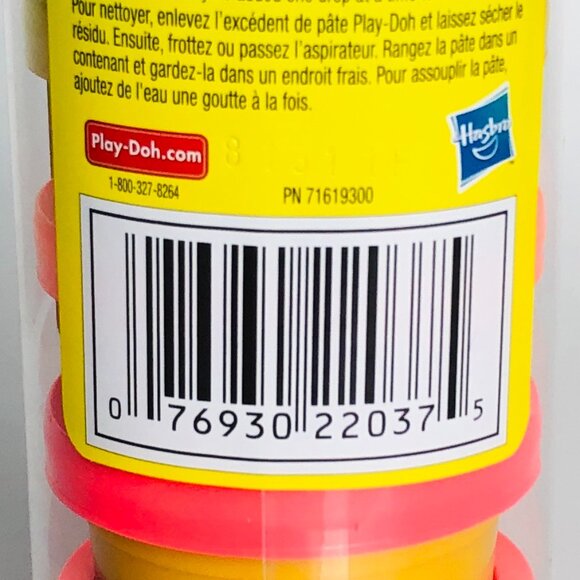 Pour nettoyer, enlevez l'excédent de pâte Play-Doh et laissez sécher le
résidu. Ensuite, frottez ou passez l'aspirateur. Rangez la pâte dans un
contenant et gardez-la dans un endroit frais. Pour assouplir la pâte,
ajoutez de l'eau une goutte à la fois.
Play-Doh.com
Hasbro
1-800-327-8264
PN 71619300
0 76930 22037 5